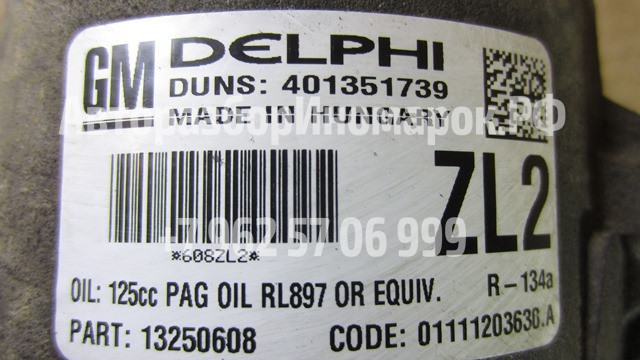 GM DELPHI
DUNS: 401351739
MADE IN HUNGARY
АвторазборИномарок.РФ
ZL2
+7 962 57 06 999
*608ZL2*
OIL: 125cc PAG OIL RL897 OR EQUIV. R-134a
PART: 13250608 CODE: 01111203630.A